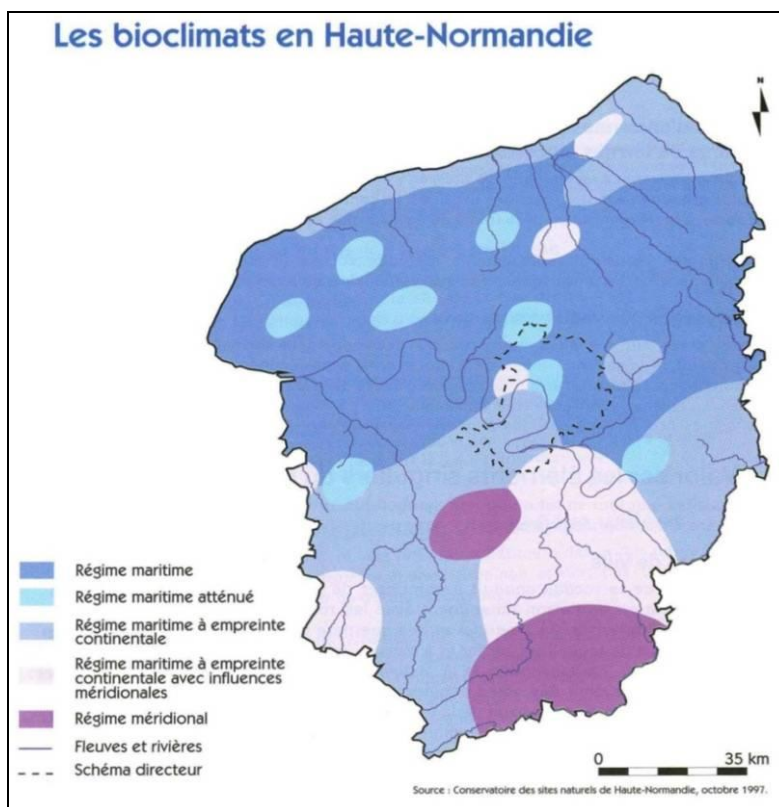 Les bioclimats en Haute-Normandie
N
Régime maritime
Régime maritime atténué
Régime maritime à empreinte
continentale
Régime maritime à empreinte
continentale avec influences
méridionales
Régime méridional
Fleuves et rivières
Schéma directeur
0 35 km
Source : Conservatoire des sites naturels de Haute-Normandie, octobre 1997.